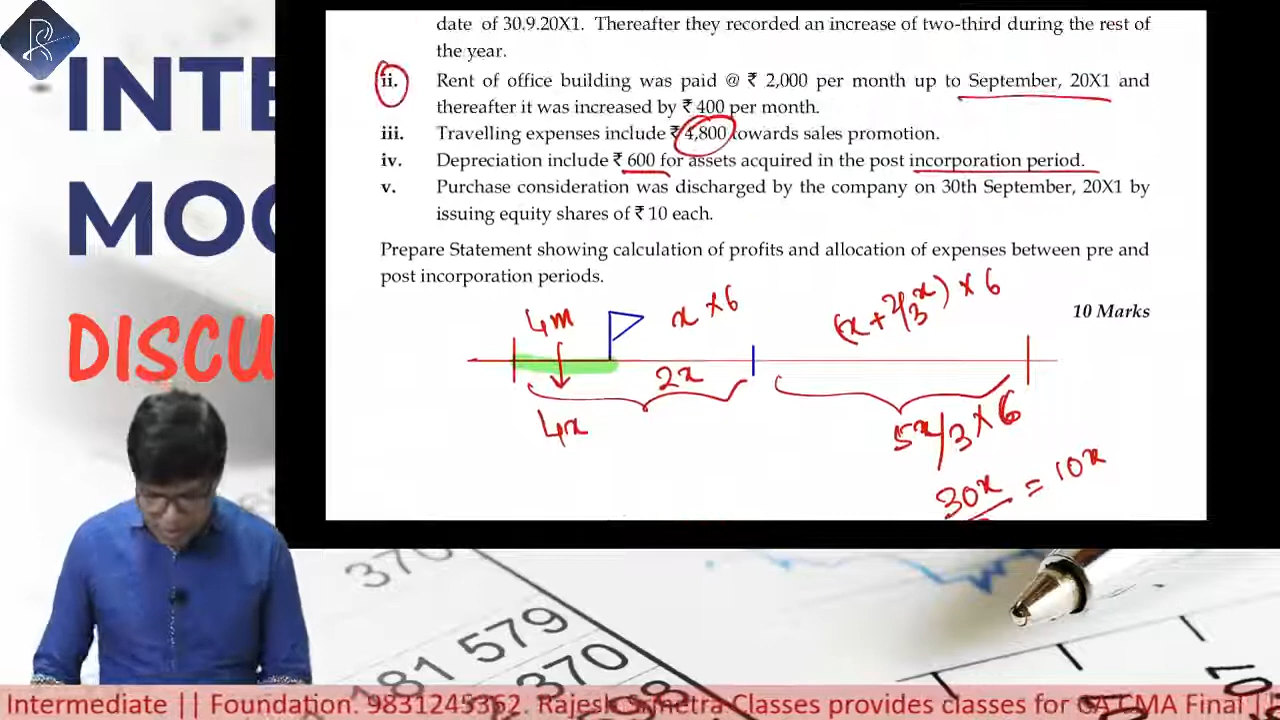 INTE
MOC
DISCU
date of 30.9.20X1. Thereafter they recorded an increase of two-third during the rest of
the year.
ii. Rent of office building was paid @ ₹ 2,000 per month up to September, 20X1 and
thereafter it was increased by ₹ 400 per month.
iii. Travelling expenses include ₹ 4,800 towards sales promotion.
iv. Depreciation include ₹ 600 for assets acquired in the post incorporation period.
v. Purchase consideration was discharged by the company on 30th September, 20X1 by
issuing equity shares of ₹ 10 each.
Prepare Statement showing calculation of profits and allocation of expenses between pre and
post incorporation periods.
10 Marks
4m
x × 6
(x + 2/3 x) × 6
2x
4x
5x/3 × 6
30x = 10x
370
181 579
370
Intermediate || Foundation. 9831245362. Rajesh Srimetra Classes provides classes for CA CMA Final ||